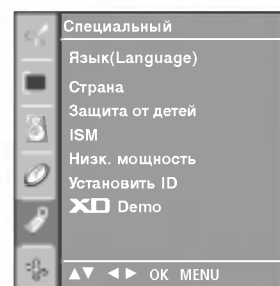 Специальный
Язык(Language)
Страна
Защита от детей
ISM
Низк. мощность
Установить ID
XD Demo
▲▼ ◄► OK MENU